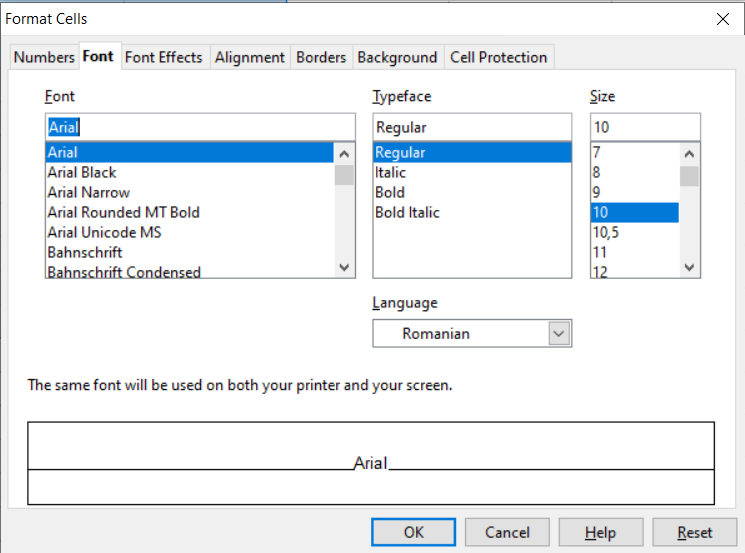 Format Cells
Numbers Font Font Effects Alignment Borders Background Cell Protection
Font Typeface Size
Arial Regular 10
Arial Regular 7
Arial Black Italic 8
Arial Narrow Bold 9
Arial Rounded MT Bold Bold Italic 10
Arial Unicode MS 10,5
Bahnschrift 11
Bahnschrift Condensed 12
Language
Romanian
The same font will be used on both your printer and your screen.
Arial
OK Cancel Help Reset